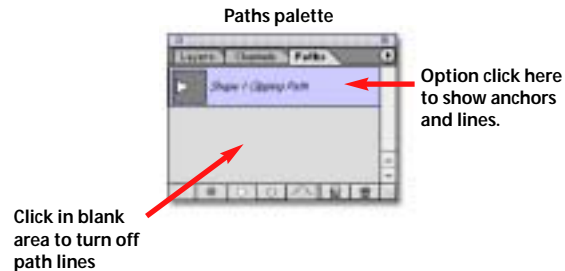 Paths palette
Layers Channels Paths
Shape 1 Clipping Path
Option click here
to show anchors
and lines.
Click in blank
area to turn off
path lines